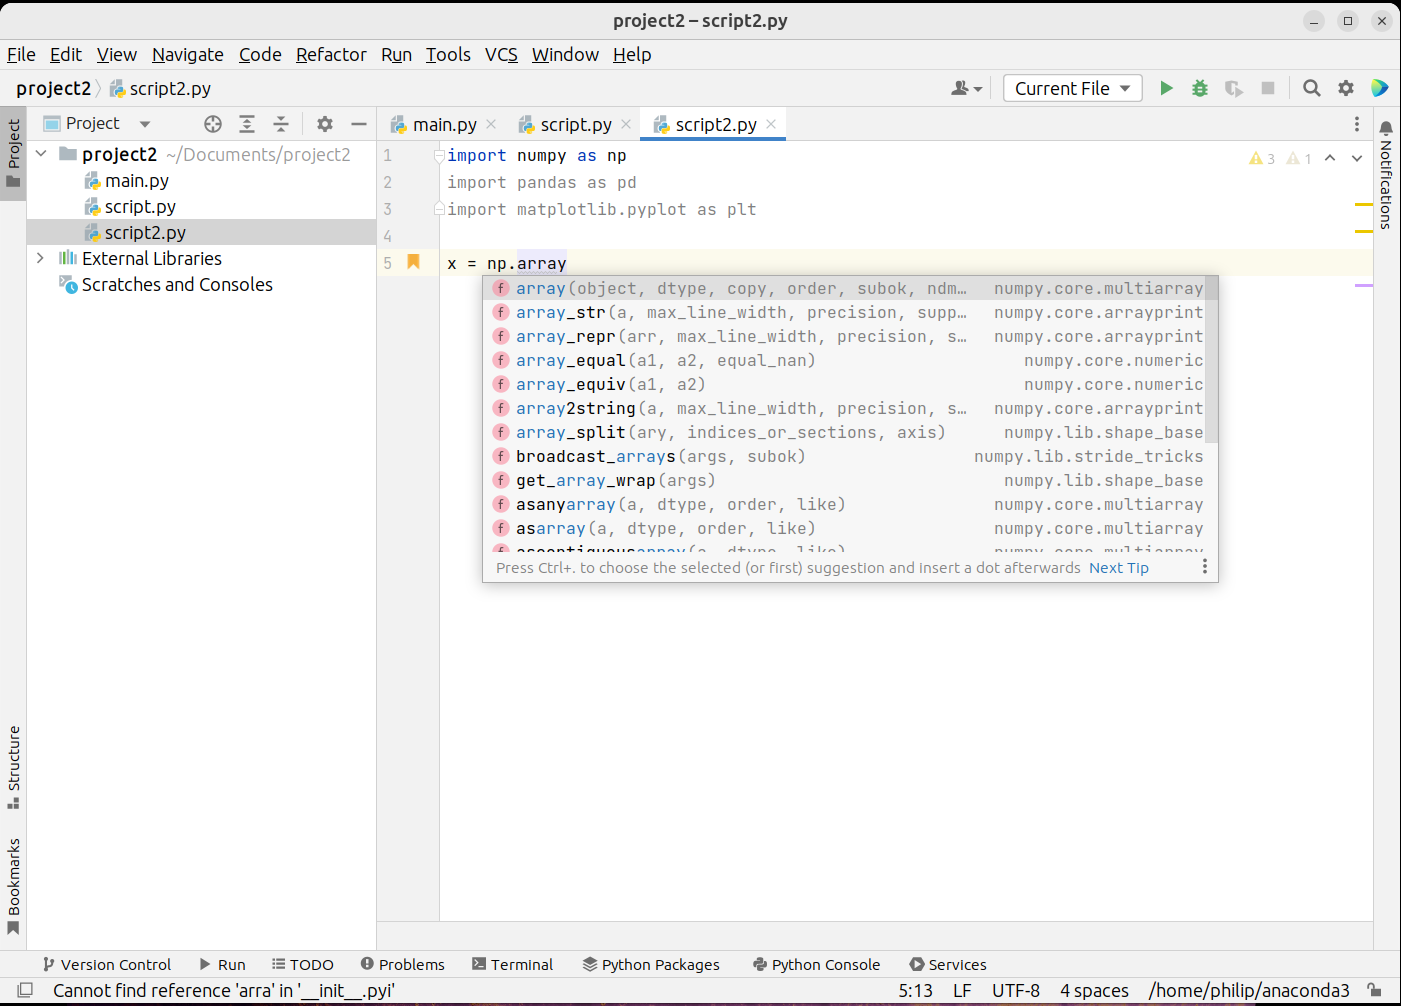 project2 – script2.py
File Edit View Navigate Code Refactor Run Tools VCS Window Help
project2 script2.py Current File
Project
Project
main.py script.py script2.py
Notifications
project2 ~/Documents/project2
main.py
script.py
script2.py
External Libraries
Scratches and Consoles
1 import numpy as np
3 1
2 import pandas as pd
3 import matplotlib.pyplot as plt
4
5 x = np.array
f array(object, dtype, copy, order, subok, ndm… numpy.core.multiarray
f array_str(a, max_line_width, precision, supp… numpy.core.arrayprint
f array_repr(arr, max_line_width, precision, s… numpy.core.arrayprint
f array_equal(a1, a2, equal_nan) numpy.core.numeric
f array_equiv(a1, a2) numpy.core.numeric
f array2string(a, max_line_width, precision, s… numpy.core.arrayprint
f array_split(ary, indices_or_sections, axis) numpy.lib.shape_base
f broadcast_arrays(args, subok) numpy.lib.stride_tricks
f get_array_wrap(args) numpy.lib.shape_base
f asanyarray(a, dtype, order, like) numpy.core.multiarray
f asarray(a, dtype, order, like) numpy.core.multiarray
f ascontiguousarray(a, dtype, like) numpy.core.multiarray
Press Ctrl+. to choose the selected (or first) suggestion and insert a dot afterwards Next Tip
Structure
Bookmarks
Version Control Run TODO Problems Terminal Python Packages Python Console Services
Cannot find reference 'arra' in '__init__.pyi' 5:13 LF UTF-8 4 spaces /home/philip/anaconda3